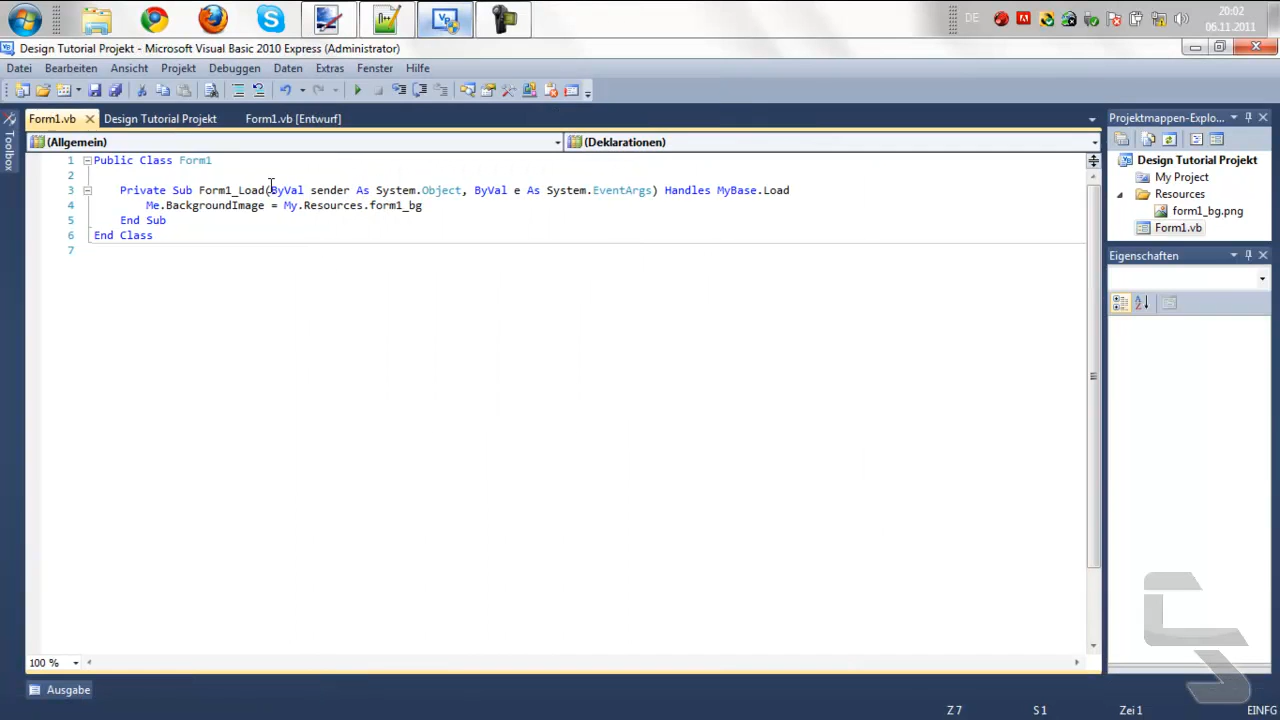 DE
20:02
06.11.2011
Design Tutorial Projekt - Microsoft Visual Basic 2010 Express (Administrator)
Datei Bearbeiten Ansicht Projekt Debuggen Daten Extras Fenster Hilfe
Toolbox
Form1.vb Design Tutorial Projekt Form1.vb [Entwurf]
(Allgemein) (Deklarationen)
1 Public Class Form1
2
3 Private Sub Form1_Load(ByVal sender As System.Object, ByVal e As System.EventArgs) Handles MyBase.Load
4 Me.BackgroundImage = My.Resources.form1_bg
5 End Sub
6 End Class
7
100 %
Projektmappen-Explo...
Design Tutorial Projekt
My Project
Resources
form1_bg.png
Form1.vb
Eigenschaften
Ausgabe
Z 7 S 1 Zei 1 EINFG